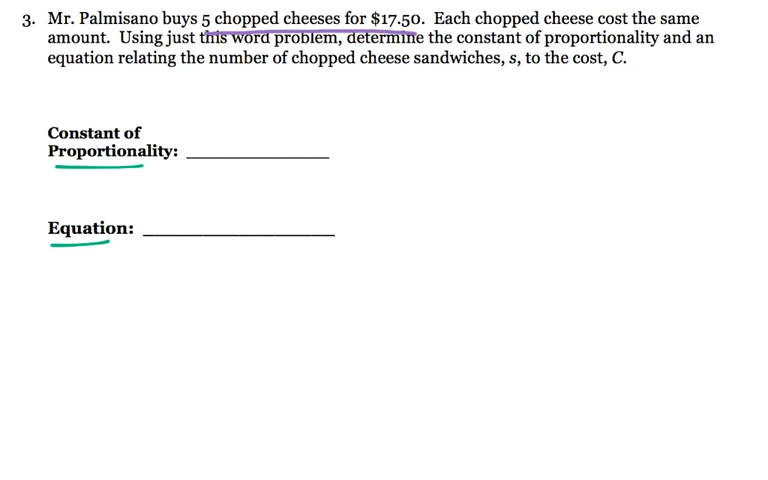 3. Mr. Palmisano buys 5 chopped cheeses for $17.50. Each chopped cheese cost the same
amount. Using just this word problem, determine the constant of proportionality and an
equation relating the number of chopped cheese sandwiches, s, to the cost, C.
Constant of
Proportionality: ________________
Equation: ______________________